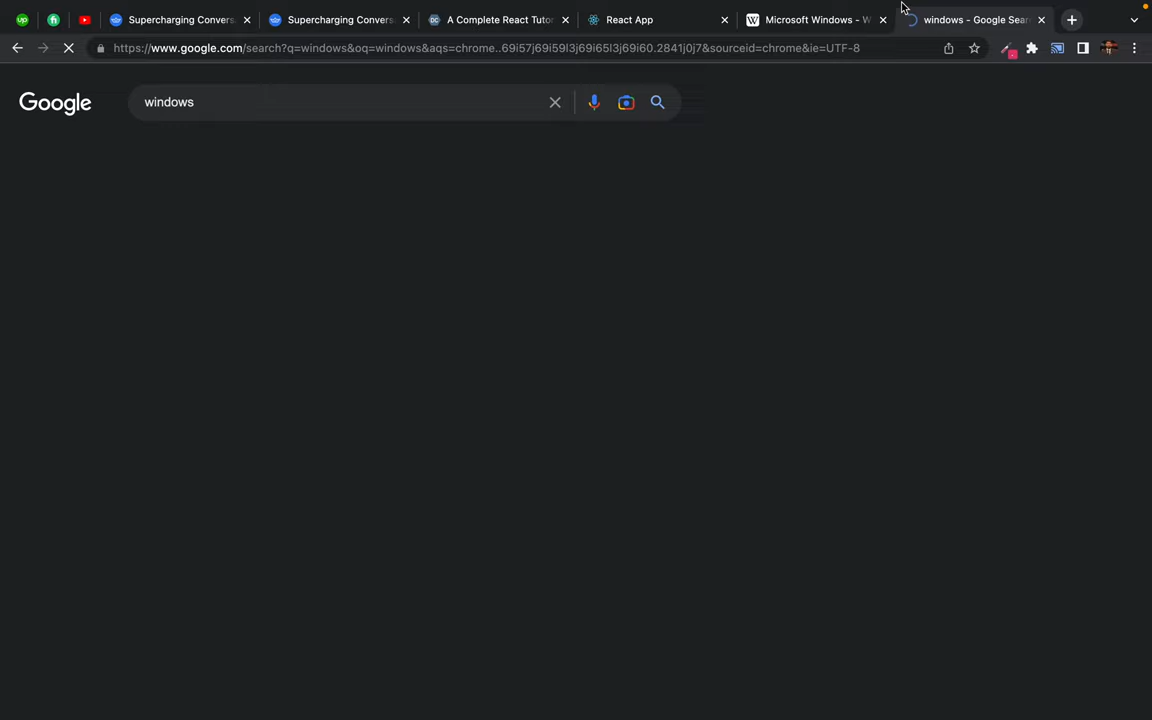 Supercharging Convers
Supercharging Convers
A Complete React Tutor
React App
Microsoft Windows - W
windows - Google Sear
https://www.google.com/search?q=windows&oq=windows&aqs=chrome..69i57j69i59l3j69i65l3j69i60.2841j0j7&sourceid=chrome&ie=UTF-8
Google
windows